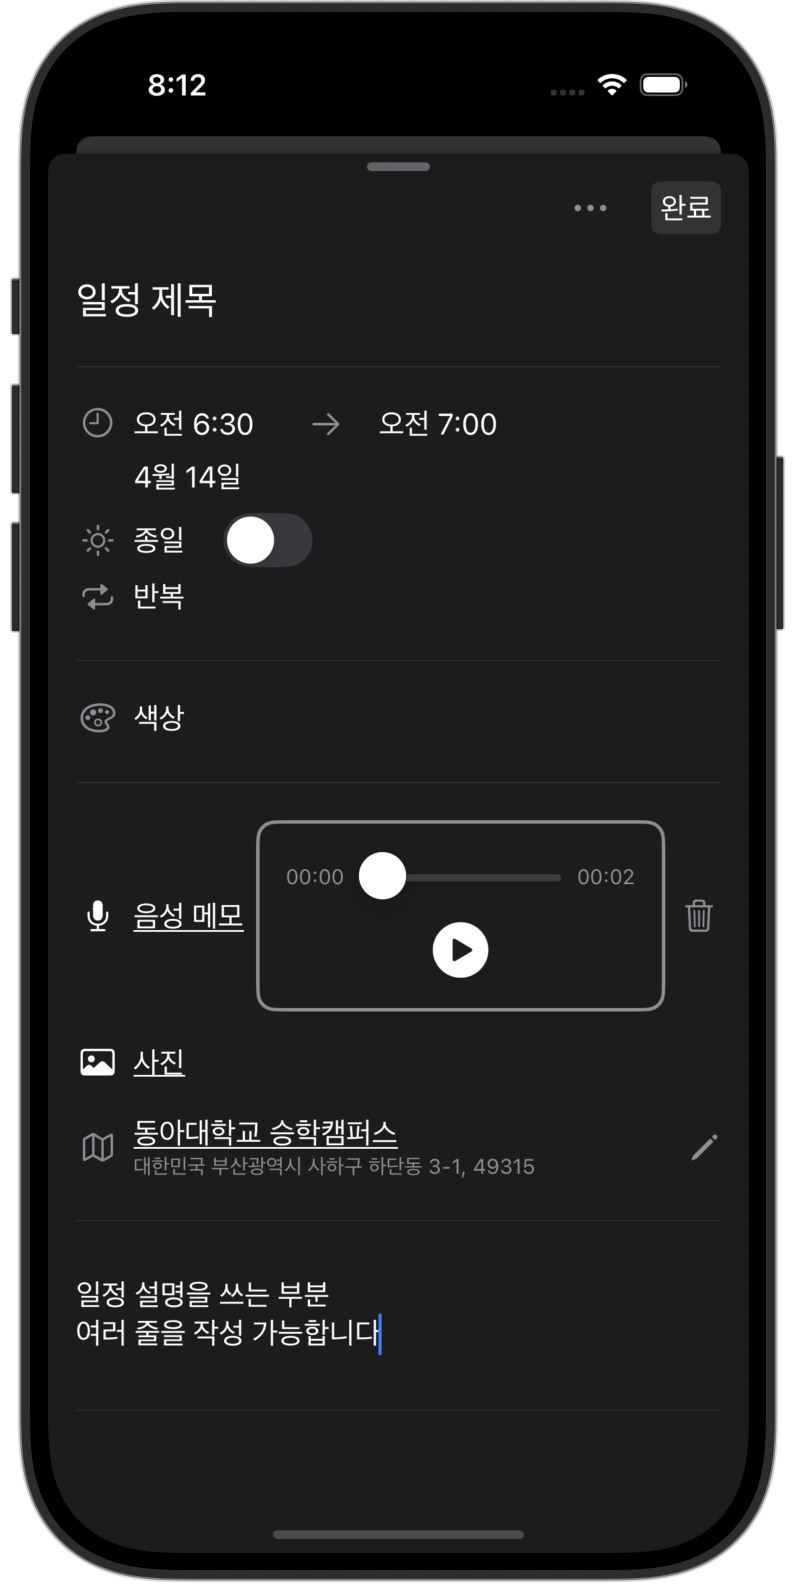 8:12
완료
일정 제목
오전 6:30 → 오전 7:00
4월 14일
종일
반복
색상
00:00 00:02
음성 메모
사진
동아대학교 승학캠퍼스
대한민국 부산광역시 사하구 하단동 3-1, 49315
일정 설명을 쓰는 부분
여러 줄을 작성 가능합니다